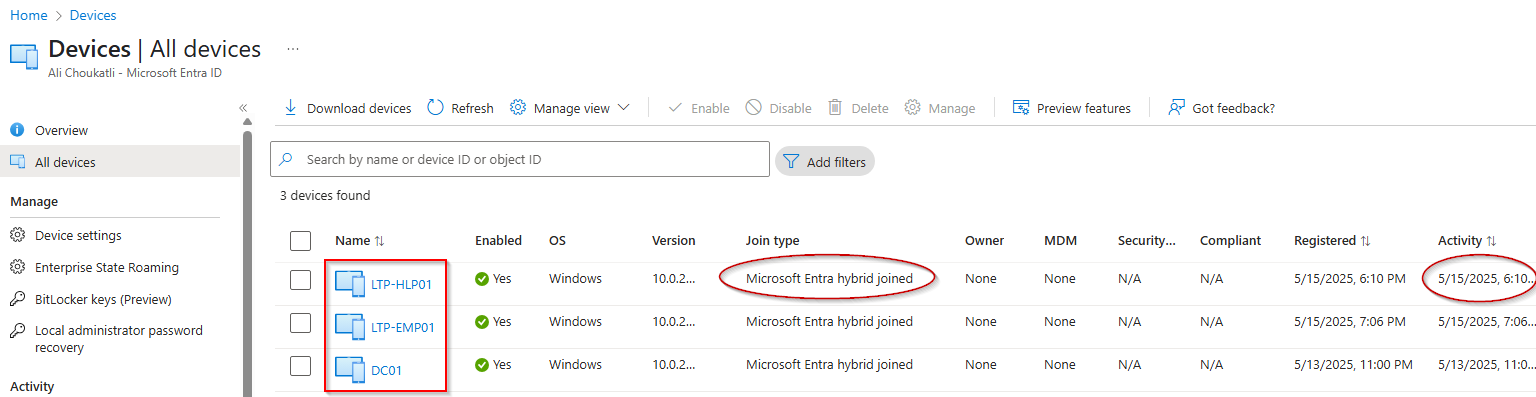 Home > Devices
Devices | All devices ...
Ali Choukatli - Microsoft Entra ID
Overview
All devices
Manage
Device settings
Enterprise State Roaming
BitLocker keys (Preview)
Local administrator password
recovery
Activity
Download devices Refresh Manage view Enable Disable Delete Manage Preview features Got feedback?
Search by name or device ID or object ID Add filters
3 devices found
Name Enabled OS Version Join type Owner MDM Security... Compliant Registered Activity
LTP-HLP01 Yes Windows 10.0.2... Microsoft Entra hybrid joined None None N/A N/A 5/15/2025, 6:10 PM 5/15/2025, 6:10...
LTP-EMP01 Yes Windows 10.0.2... Microsoft Entra hybrid joined None None N/A N/A 5/15/2025, 7:06 PM 5/15/2025, 7:06...
DC01 Yes Windows 10.0.2... Microsoft Entra hybrid joined None None N/A N/A 5/13/2025, 11:00 PM 5/13/2025, 11:0...